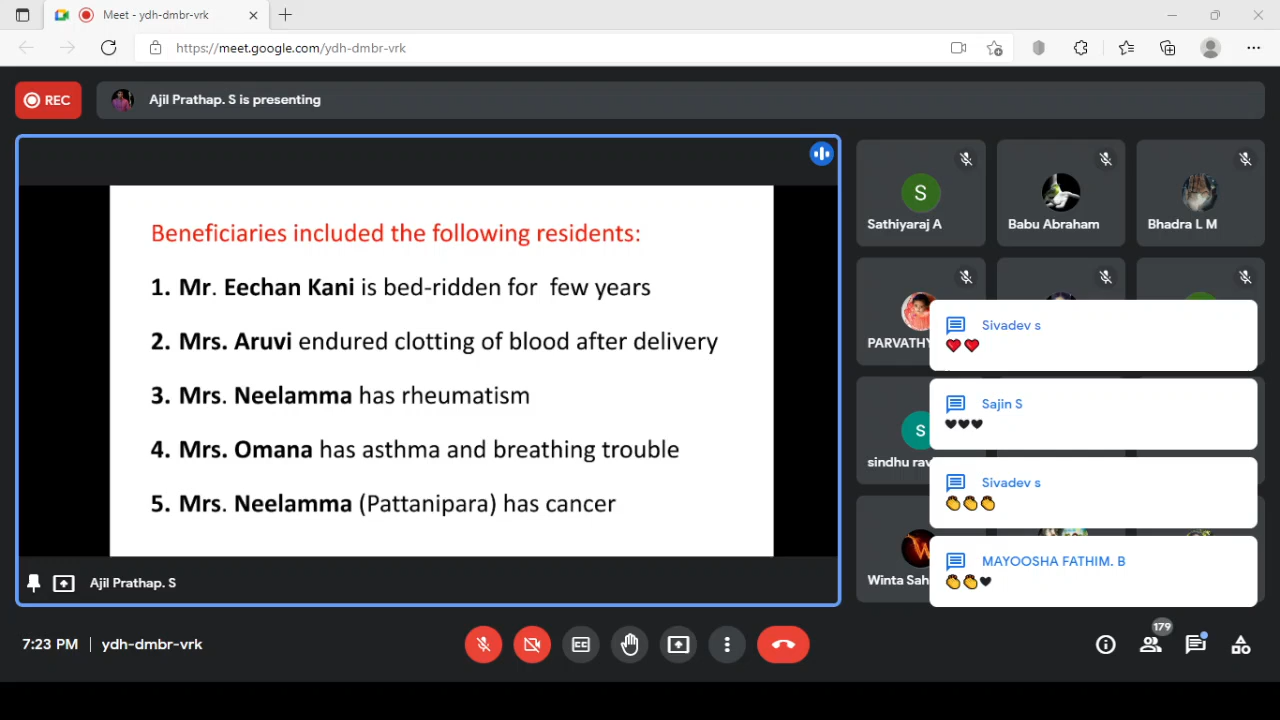 Meet - ydh-dmbr-vrk
https://meet.google.com/ydh-dmbr-vrk
REC
Ajil Prathap. S is presenting
Beneficiaries included the following residents:
1. Mr. Eechan Kani is bed-ridden for few years
2. Mrs. Aruvi endured clotting of blood after delivery
3. Mrs. Neelamma has rheumatism
4. Mrs. Omana has asthma and breathing trouble
5. Mrs. Neelamma (Pattanipara) has cancer
Ajil Prathap. S
S
Sathiyaraj A
Babu Abraham
Bhadra L M
PARVATHY
S
sindhu rav
W
Winta Sah
Sivadev s
❤️❤️
Sajin S
♥♥♥
Sivadev s
👏👏👏
MAYOOSHA FATHIM. B
👏👏♥
7:23 PM | ydh-dmbr-vrk
CC
179